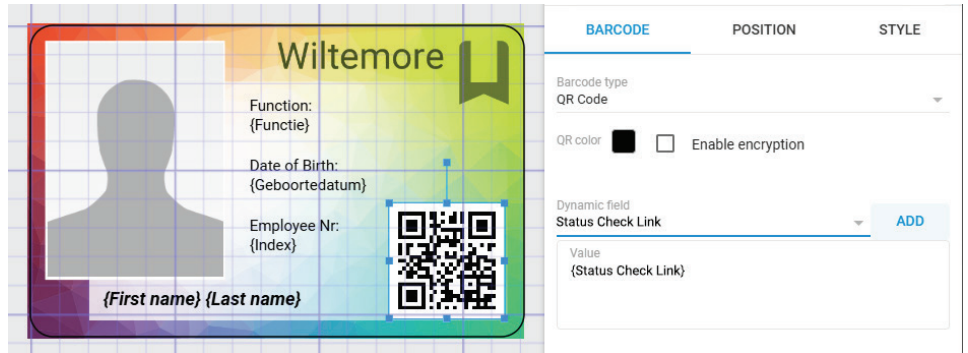 Wiltemore
Function:
{Functie}
Date of Birth:
{Geboortedatum}
Employee Nr:
{Index}
{First name} {Last name}
BARCODE
POSITION
STYLE
Barcode type
QR Code
QR color
Enable encryption
Dynamic field
Status Check Link
ADD
Value
{Status Check Link}